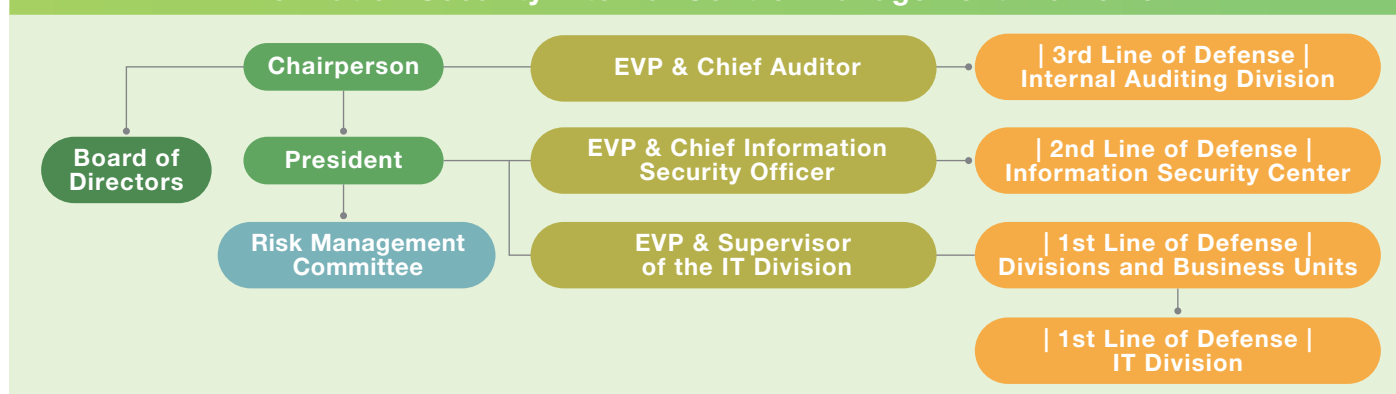 Chairperson
EVP & Chief Auditor
| 3rd Line of Defense |
Internal Auditing Division
Board of
Directors
President
EVP & Chief Information
Security Officer
| 2nd Line of Defense |
Information Security Center
Risk Management
Committee
EVP & Supervisor
of the IT Division
| 1st Line of Defense |
Divisions and Business Units
| 1st Line of Defense |
IT Division